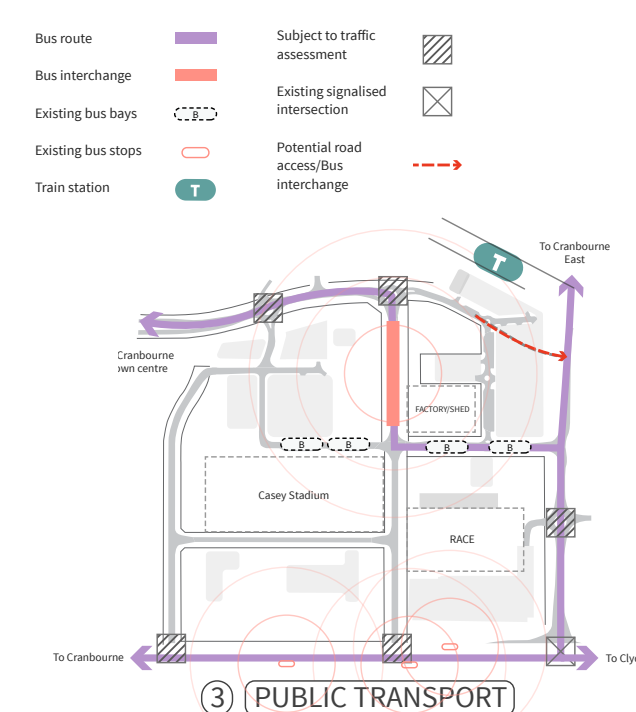 Bus route
Bus interchange
Existing bus bays
B
Existing bus stops
Train station
T
Subject to traffic
assessment
Existing signalised
intersection
Potential road
access/Bus
interchange
T
To Cranbourne
East
Cranbourne
own centre
FACTORY/SHED
B
B
B
B
Casey Stadium
RACE
To Cranbourne
To Clyd
3 PUBLIC TRANSPORT